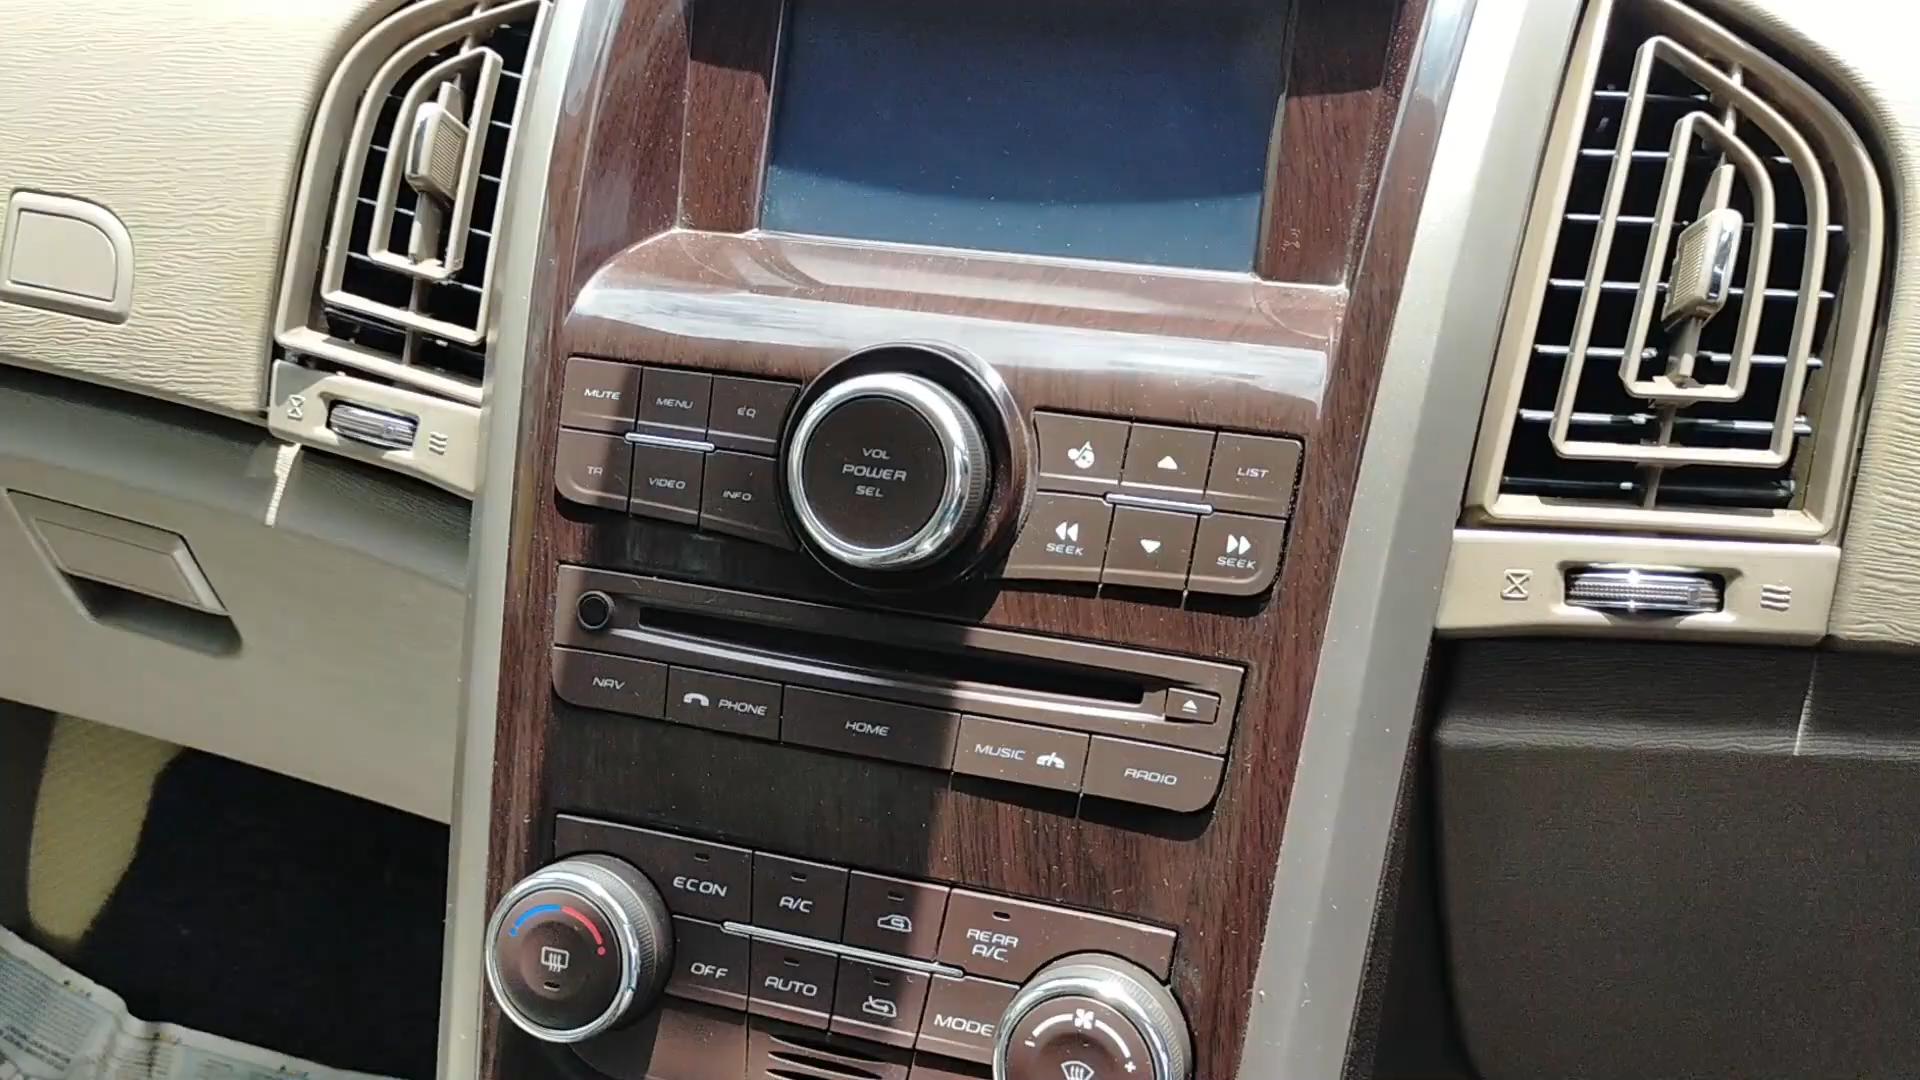 MUTE
MENU
EQ
TA
VIDEO
INFO
VOL
POWER
SEL
LIST
SEEK
SEEK
NAV
PHONE
HOME
MUSIC
RADIO
ECON
A/C
REAR
A/C
OFF
AUTO
MODE
- +